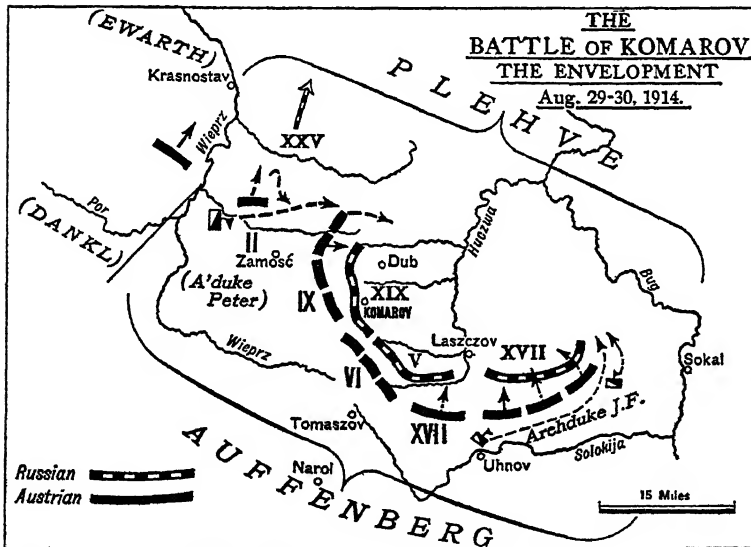 THE
BATTLE OF KOMAROV
THE ENVELOPMENT
Aug. 29-30, 1914.
(EWARTH)
Krasnostav
PLEHVE
XXV
Wieprz
Por
(DANKL)
II
Zamość
(A'duke
Peter)
IX
Dub
XIX
KOMAROV
Huczwa
Bug
Wieprz
VI
V
Laszczov
XVII
Sokal
Tomaszov
XVII
Archduke J.F.
Uhnov
Solokija
Narol
AUFFENBERG
Russian
Austrian
15 Miles